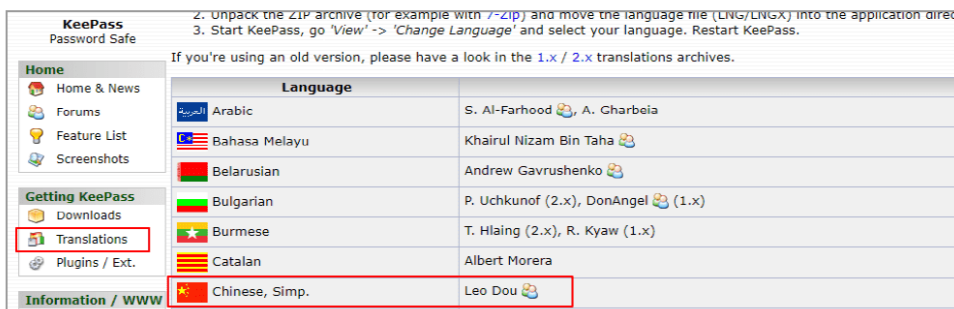 KeePass
Password Safe
Home
Home & News
Forums
Feature List
Screenshots
Getting KeePass
Downloads
Translations
Plugins / Ext.
Information / WWW
2. Unpack the ZIP archive (for example with 7-Zip) and move the language file (LNG/LNGX) into the application direc
3. Start KeePass, go 'View' -> 'Change Language' and select your language. Restart KeePass.
If you're using an old version, please have a look in the 1.x / 2.x translations archives.
Language
العربية Arabic S. Al-Farhood, A. Gharbeia
Bahasa Melayu Khairul Nizam Bin Taha
Belarusian Andrew Gavrushenko
Bulgarian P. Uchkunof (2.x), DonAngel (1.x)
Burmese T. Hlaing (2.x), R. Kyaw (1.x)
Catalan Albert Morera
Chinese, Simp. Leo Dou